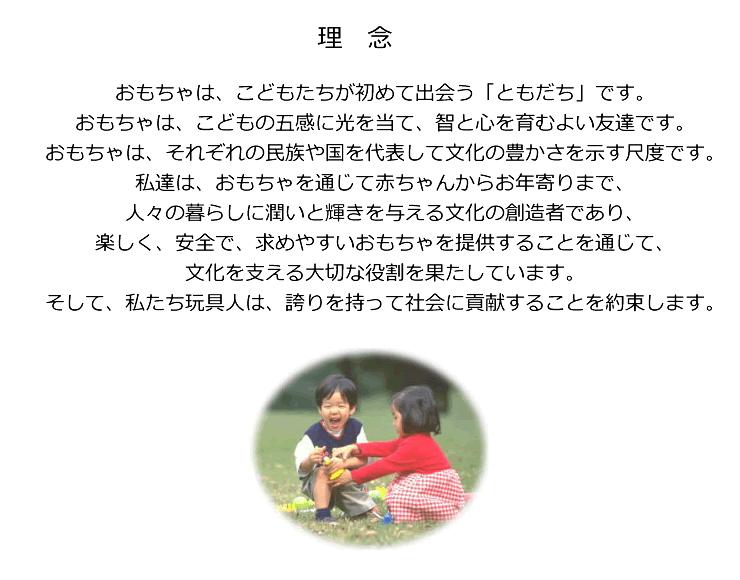 理　念
おもちゃは、こどもたちが初めて出会う「ともだち」です。
おもちゃは、こどもの五感に光を当て、智と心を育むよい友達です。
おもちゃは、それぞれの民族や国を代表して文化の豊かさを示す尺度です。
私達は、おもちゃを通じて赤ちゃんからお年寄りまで、
人々の暮らしに潤いと輝きを与える文化の創造者であり、
楽しく、安全で、求めやすいおもちゃを提供することを通じて、
文化を支える大切な役割を果たしています。
そして、私たち玩具人は、誇りを持って社会に貢献することを約束します。